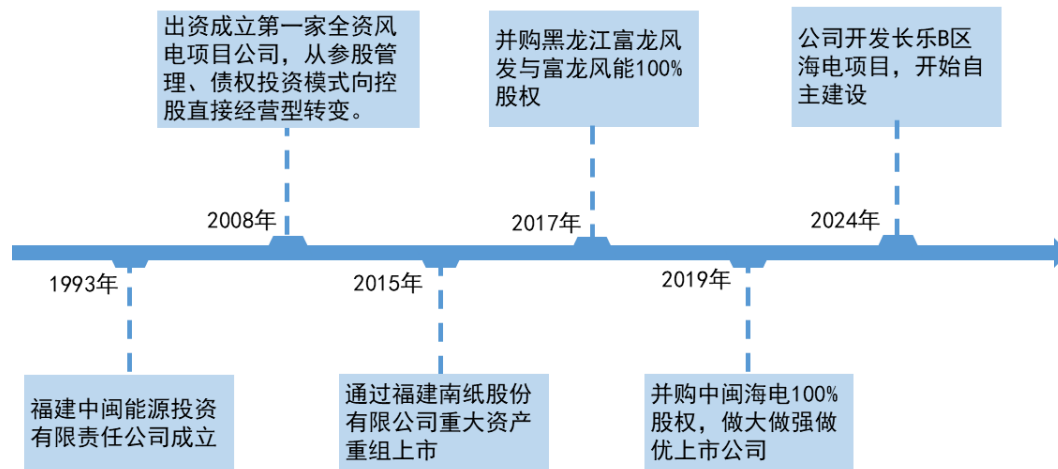 出资成立第一家全资风
电项目公司，从参股管
理、债权投资模式向控
股直接经营型转变。
并购黑龙江富龙风
发与富龙风能100%
股权
公司开发长乐B区
海电项目，开始自
主建设
2008年
2017年
2024年
1993年
2015年
2019年
福建中闽能源投资
有限责任公司成立
通过福建南纸股份
有限公司重大资产
重组上市
并购中闽海电100%
股权，做大做强做
优上市公司